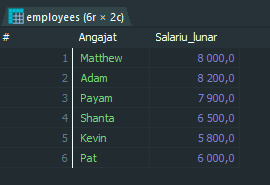 employees (6r × 2c)
# Angajat Salariu_lunar
1 Matthew 8 000,0
2 Adam 8 200,0
3 Payam 7 900,0
4 Shanta 6 500,0
5 Kevin 5 800,0
6 Pat 6 000,0